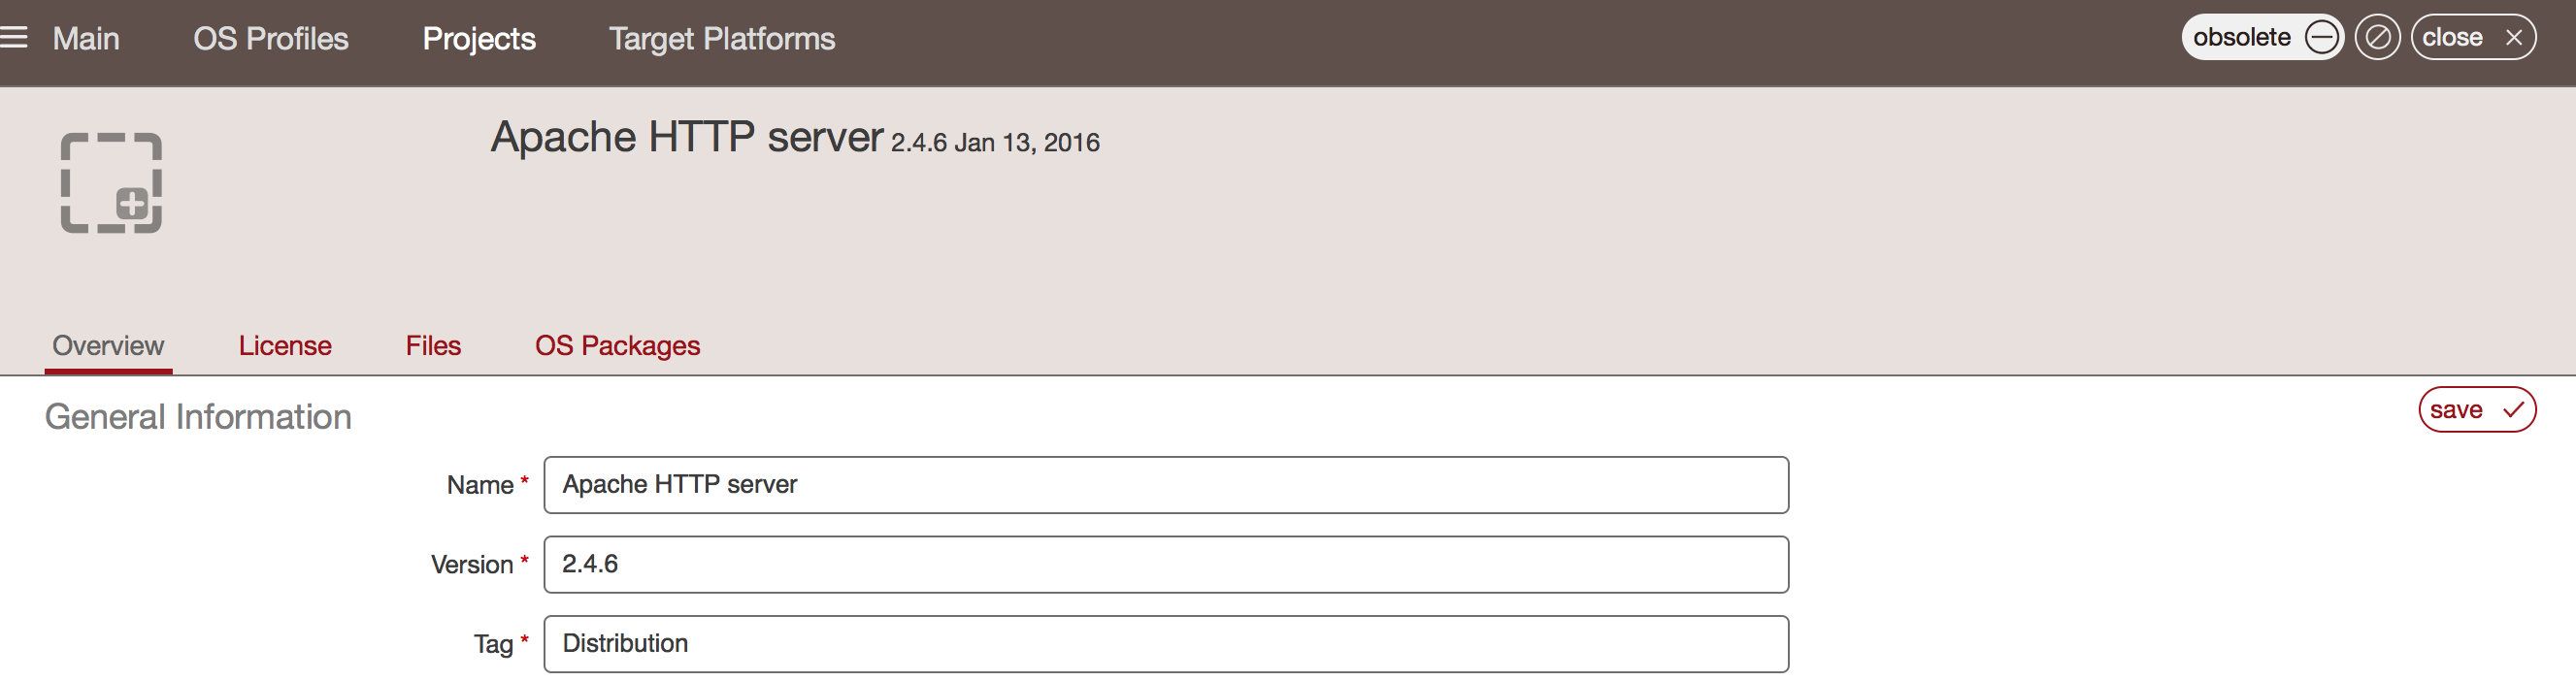 Main OS Profiles Projects Target Platforms obsolete close
Apache HTTP server 2.4.6 Jan 13, 2016
Overview License Files OS Packages
General Information save
Name * Apache HTTP server
Version * 2.4.6
Tag * Distribution